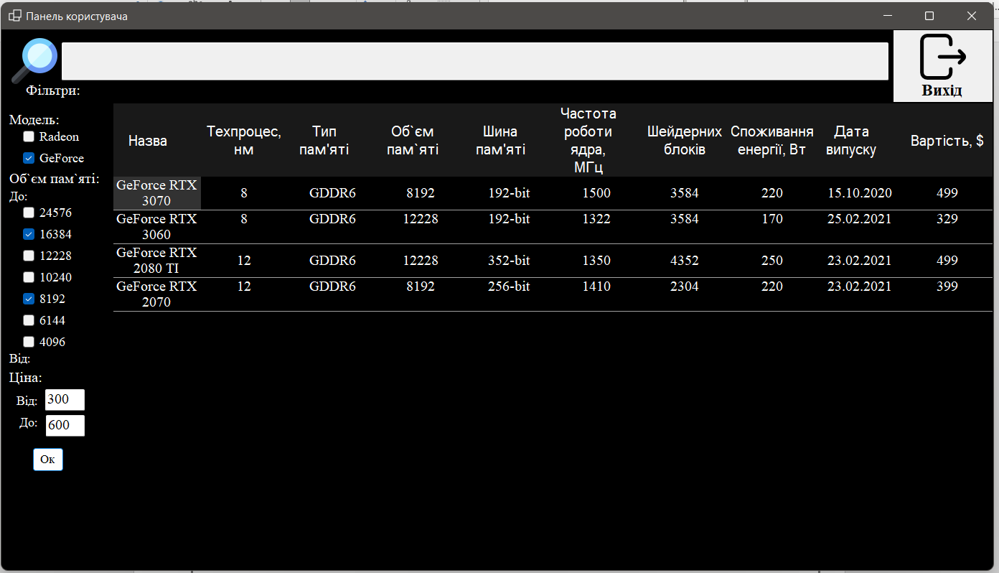 Панель користувача
Вихід
Фільтри:
Модель:
Radeon
GeForce
Об`єм пам`яті:
До:
24576
16384
12228
10240
8192
6144
4096
Від:
Ціна:
Від: 300
До: 600
Ок
Назва
Техпроцес,
нм
Тип
пам'яті
Об`єм
пам`яті
Шина
пам'яті
Частота
роботи
ядра,
МГц
Шейдерних
блоків
Споживання
енергії, Вт
Дата
випуску
Вартість, $
GeForce RTX
3070
8 GDDR6 8192 192-bit 1500 3584 220 15.10.2020 499
GeForce RTX
3060
8 GDDR6 12228 192-bit 1322 3584 170 25.02.2021 329
GeForce RTX
2080 TI
12 GDDR6 12228 352-bit 1350 4352 250 23.02.2021 499
GeForce RTX
2070
12 GDDR6 8192 256-bit 1410 2304 220 23.02.2021 399